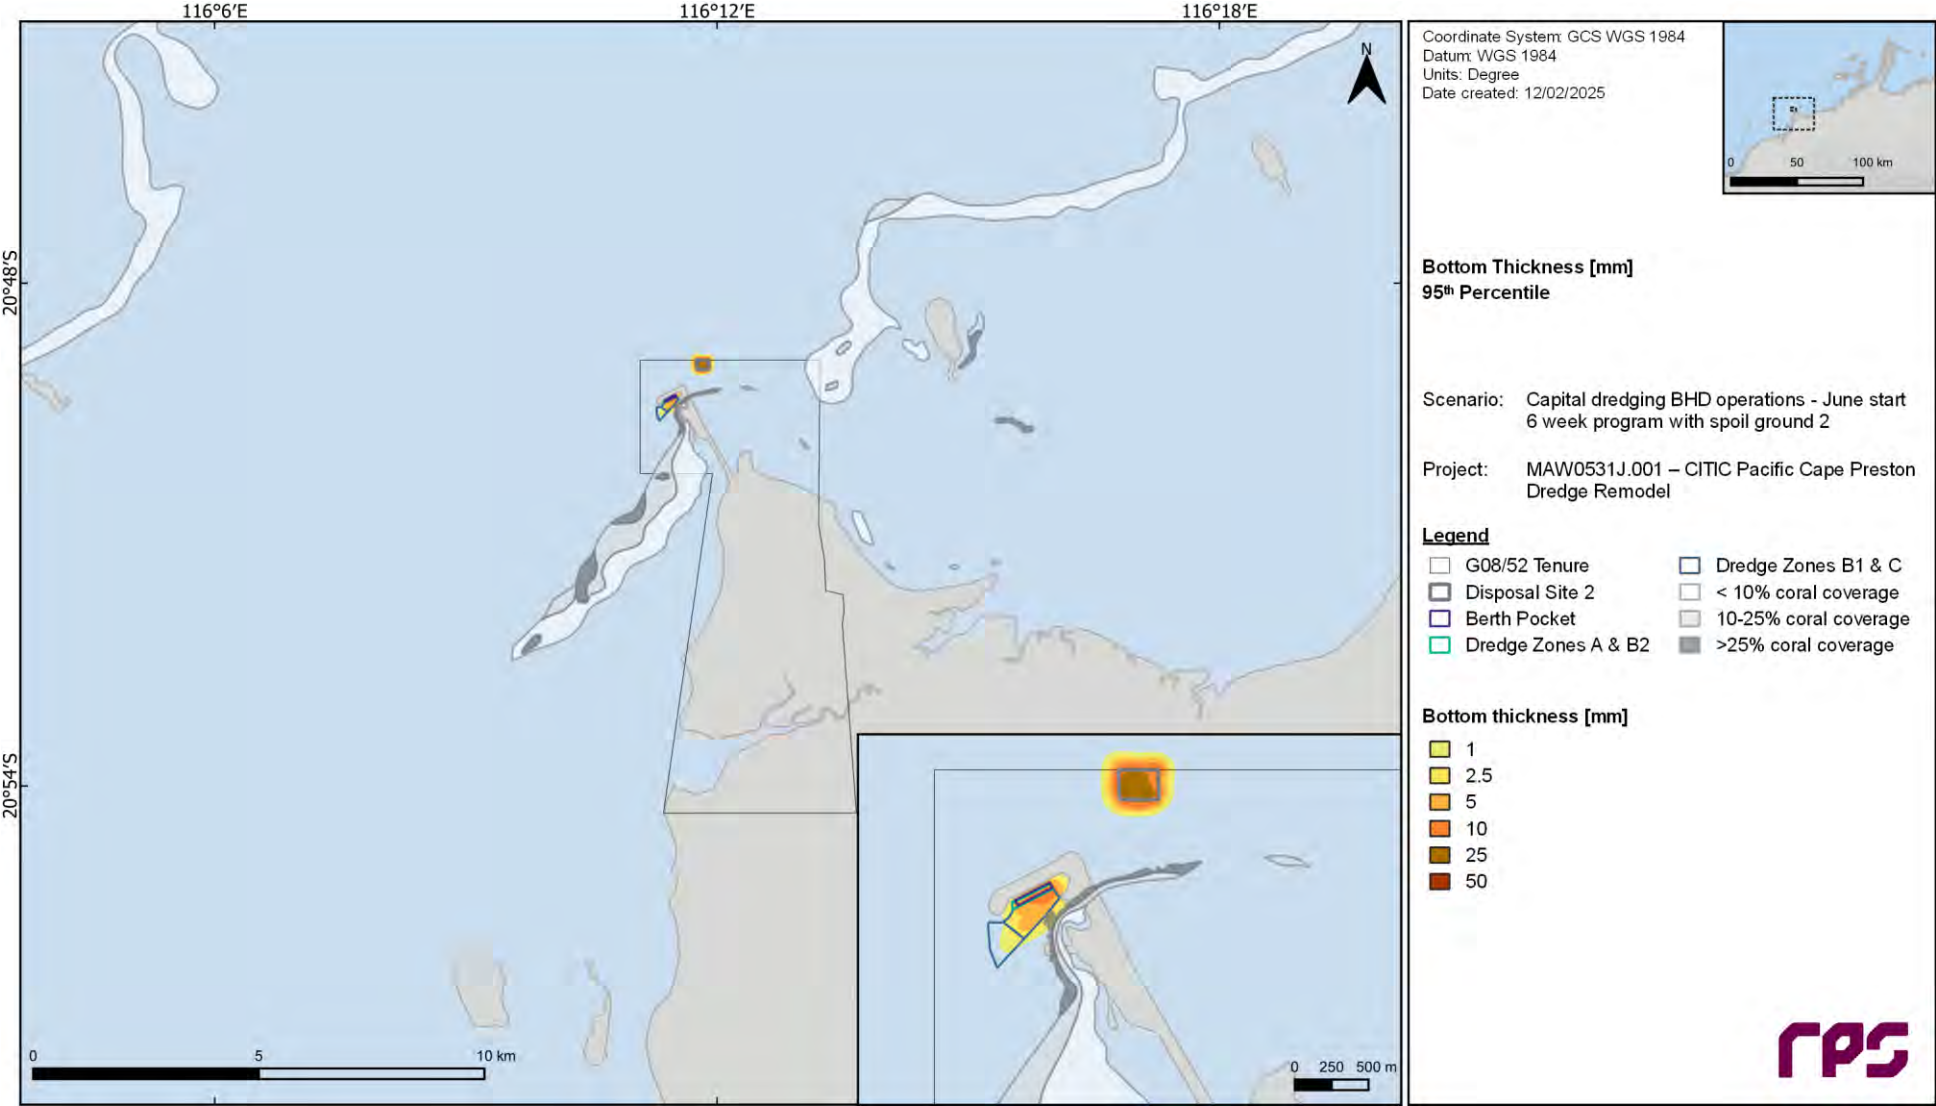 116°6'E 116°12'E 116°18'E
20°48'S
20°54'S
N
0 5 10 km
0 250 500 m
Coordinate System: GCS WGS 1984
Datum: WGS 1984
Units: Degree
Date created: 12/02/2025
0 50 100 km
Bottom Thickness [mm]
95th Percentile
Scenario: Capital dredging BHD operations - June start
6 week program with spoil ground 2
Project: MAW0531J.001 – CITIC Pacific Cape Preston
Dredge Remodel
Legend
G08/52 Tenure
Disposal Site 2
Berth Pocket
Dredge Zones A & B2
Dredge Zones B1 & C
< 10% coral coverage
10-25% coral coverage
>25% coral coverage
Bottom thickness [mm]
1
2.5
5
10
25
50
rps